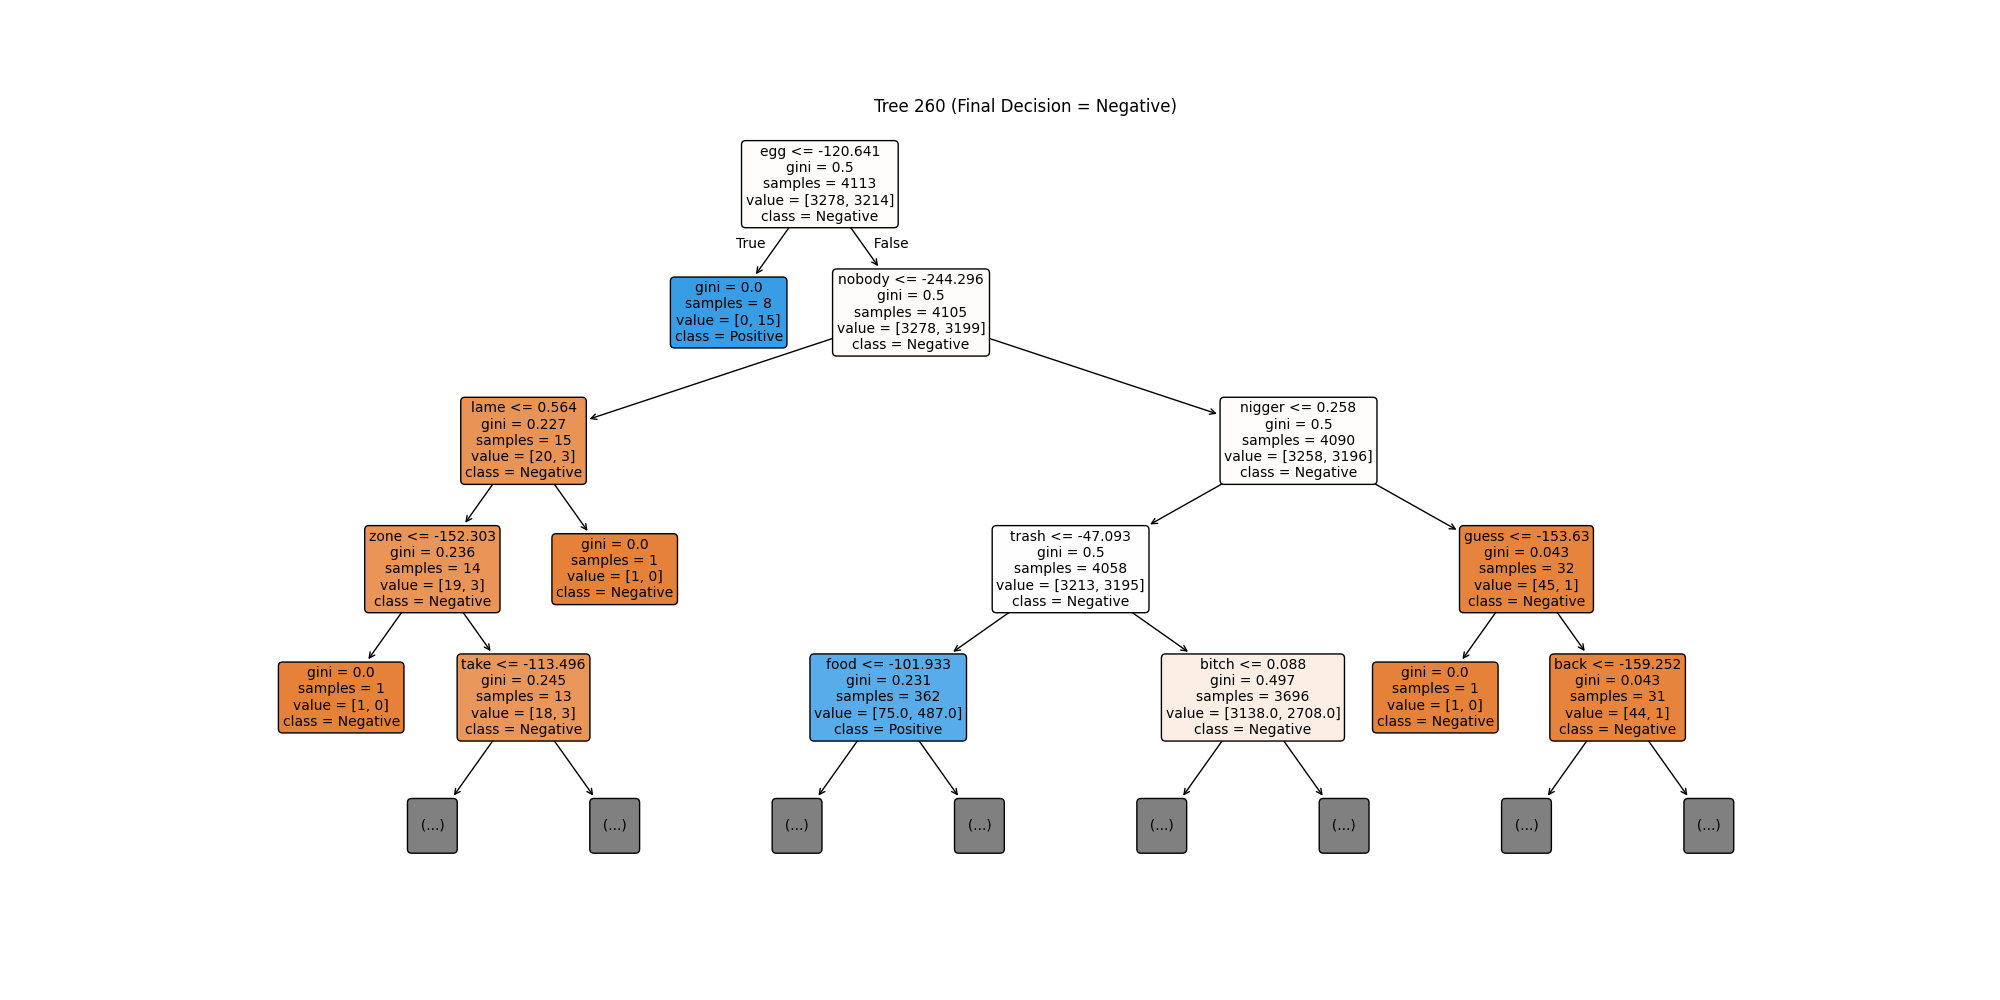 Tree 260 (Final Decision = Negative)
egg <= -120.641
gini = 0.5
samples = 4113
value = [3278, 3214]
class = Negative
True
False
gini = 0.0
samples = 8
value = [0, 15]
class = Positive
nobody <= -244.296
gini = 0.5
samples = 4105
value = [3278, 3199]
class = Negative
lame <= 0.564
gini = 0.227
samples = 15
value = [20, 3]
class = Negative
nigger <= 0.258
gini = 0.5
samples = 4090
value = [3258, 3196]
class = Negative
zone <= -152.303
gini = 0.236
samples = 14
value = [19, 3]
class = Negative
gini = 0.0
samples = 1
value = [1, 0]
class = Negative
trash <= -47.093
gini = 0.5
samples = 4058
value = [3213, 3195]
class = Negative
guess <= -153.63
gini = 0.043
samples = 32
value = [45, 1]
class = Negative
gini = 0.0
samples = 1
value = [1, 0]
class = Negative
take <= -113.496
gini = 0.245
samples = 13
value = [18, 3]
class = Negative
food <= -101.933
gini = 0.231
samples = 362
value = [75.0, 487.0]
class = Positive
bitch <= 0.088
gini = 0.497
samples = 3696
value = [3138.0, 2708.0]
class = Negative
gini = 0.0
samples = 1
value = [1, 0]
class = Negative
back <= -159.252
gini = 0.043
samples = 31
value = [44, 1]
class = Negative
(...)
(...)
(...)
(...)
(...)
(...)
(...)
(...)